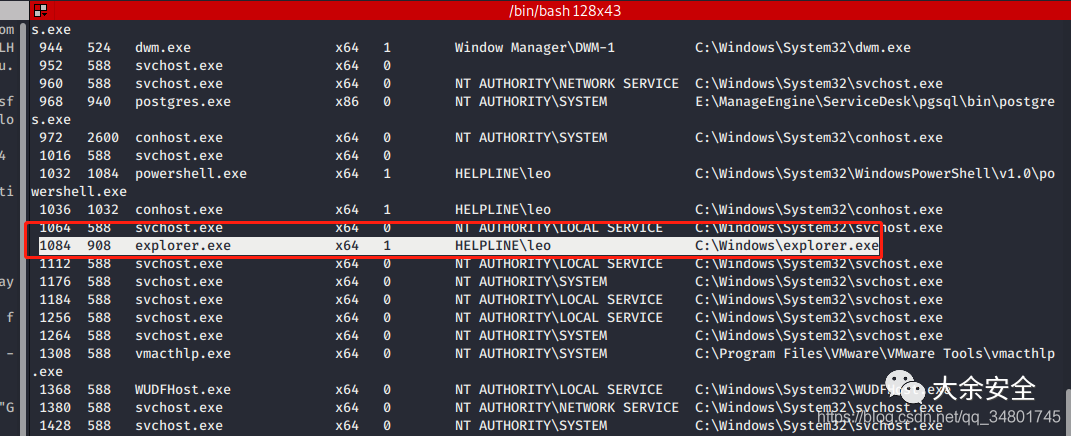 /bin/bash 128x43
om
s.exe
LH 944 524 dwm.exe x64 1 Window Manager\DWM-1 C:\Windows\System32\dwm.exe
u. 952 588 svchost.exe x64 0
960 588 svchost.exe x64 0 NT AUTHORITY\NETWORK SERVICE C:\Windows\System32\svchost.exe
sf 968 940 postgres.exe x86 0 NT AUTHORITY\SYSTEM E:\ManageEngine\ServiceDesk\pgsql\bin\postgre
lo s.exe
972 2600 conhost.exe x64 0 NT AUTHORITY\SYSTEM C:\Windows\System32\conhost.exe
4 1016 588 svchost.exe x64 0
1032 1084 powershell.exe x64 1 HELPLINE\leo C:\Windows\System32\WindowsPowerShell\v1.0\po
ti wershell.exe
1036 1032 conhost.exe x64 1 HELPLINE\leo C:\Windows\System32\conhost.exe
1064 588 svchost.exe x64 0 NT AUTHORITY\LOCAL SERVICE C:\Windows\System32\svchost.exe
1084 908 explorer.exe x64 1 HELPLINE\leo C:\Windows\explorer.exe
1112 588 svchost.exe x64 0 NT AUTHORITY\LOCAL SERVICE C:\Windows\System32\svchost.exe
ay 1176 588 svchost.exe x64 0 NT AUTHORITY\SYSTEM C:\Windows\System32\svchost.exe
1184 588 svchost.exe x64 0 NT AUTHORITY\LOCAL SERVICE C:\Windows\System32\svchost.exe
f 1256 588 svchost.exe x64 0 NT AUTHORITY\LOCAL SERVICE C:\Windows\System32\svchost.exe
1264 588 svchost.exe x64 0 NT AUTHORITY\SYSTEM C:\Windows\System32\svchost.exe
- 1308 588 vmacthlp.exe x64 0 NT AUTHORITY\SYSTEM C:\Program Files\VMware\VMware Tools\vmacthlp
.exe
1368 588 WUDFHost.exe x64 0 NT AUTHORITY\LOCAL SERVICE C:\Windows\System32\WUDFHost.exe
"G 1380 588 svchost.exe x64 0 NT AUTHORITY\NETWORK SERVICE C:\Windows\System32\svchost.exe
1428 588 svchost.exe x64 0 NT AUTHORITY\SYSTEM C:\Windows\System32\svchost.exe
大余安全
https://blog.csdn.net/qq_34801745